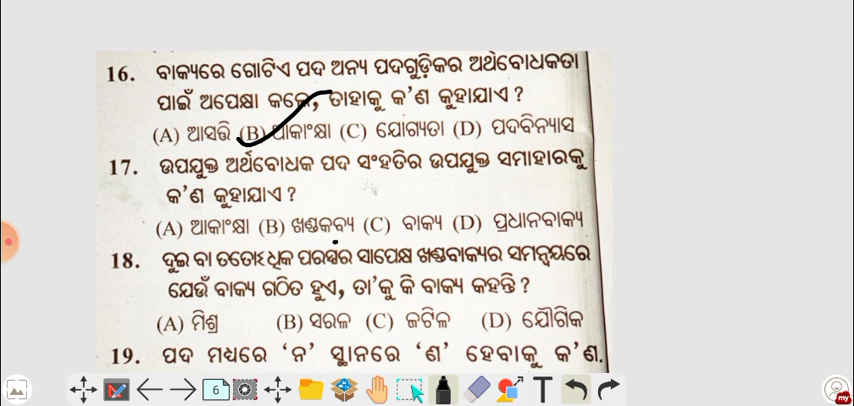 16. ବାକ୍ୟରେ ଗୋଟିଏ ପଦ ଅନ୍ୟ ପଦଗୁଡ଼ିକର ଅର୍ଥବୋଧକତା
ପାଇଁ ଅପେକ୍ଷା କଲେ, ତାହାକୁ କ'ଣ କୁହାଯାଏ ?
(A) ଆସତ୍ତି (B) ଆକାଂକ୍ଷା (C) ଯୋଗ୍ୟତା (D) ପଦବିନ୍ୟାସ
17. ଉପଯୁକ୍ତ ଅର୍ଥବୋଧକ ପଦ ସଂହତିର ଉପଯୁକ୍ତ ସମାହାରକୁ
କ'ଣ କୁହାଯାଏ ?
(A) ଆକାଂକ୍ଷା (B) ଖଣ୍ଡକବ୍ୟ (C) ବାକ୍ୟ (D) ପ୍ରଧାନବାକ୍ୟ
18. ଦୁଇ ବା ତତୋଽଧିକ ପରସ୍ପର ସାପେକ୍ଷ ଖଣ୍ଡବାକ୍ୟର ସମନ୍ୱୟରେ
ଯେଉଁ ବାକ୍ୟ ଗଠିତ ହୁଏ, ତା'କୁ କି ବାକ୍ୟ କହନ୍ତି ?
(A) ମିଶ୍ର (B) ସରଳ (C) ଜଟିଳ (D) ଯୌଗିକ
19. ପଦ ମଧ୍ୟରେ 'ନ' ସ୍ଥାନରେ 'ଣ' ହେବାକୁ କ'ଣ
6
T
my